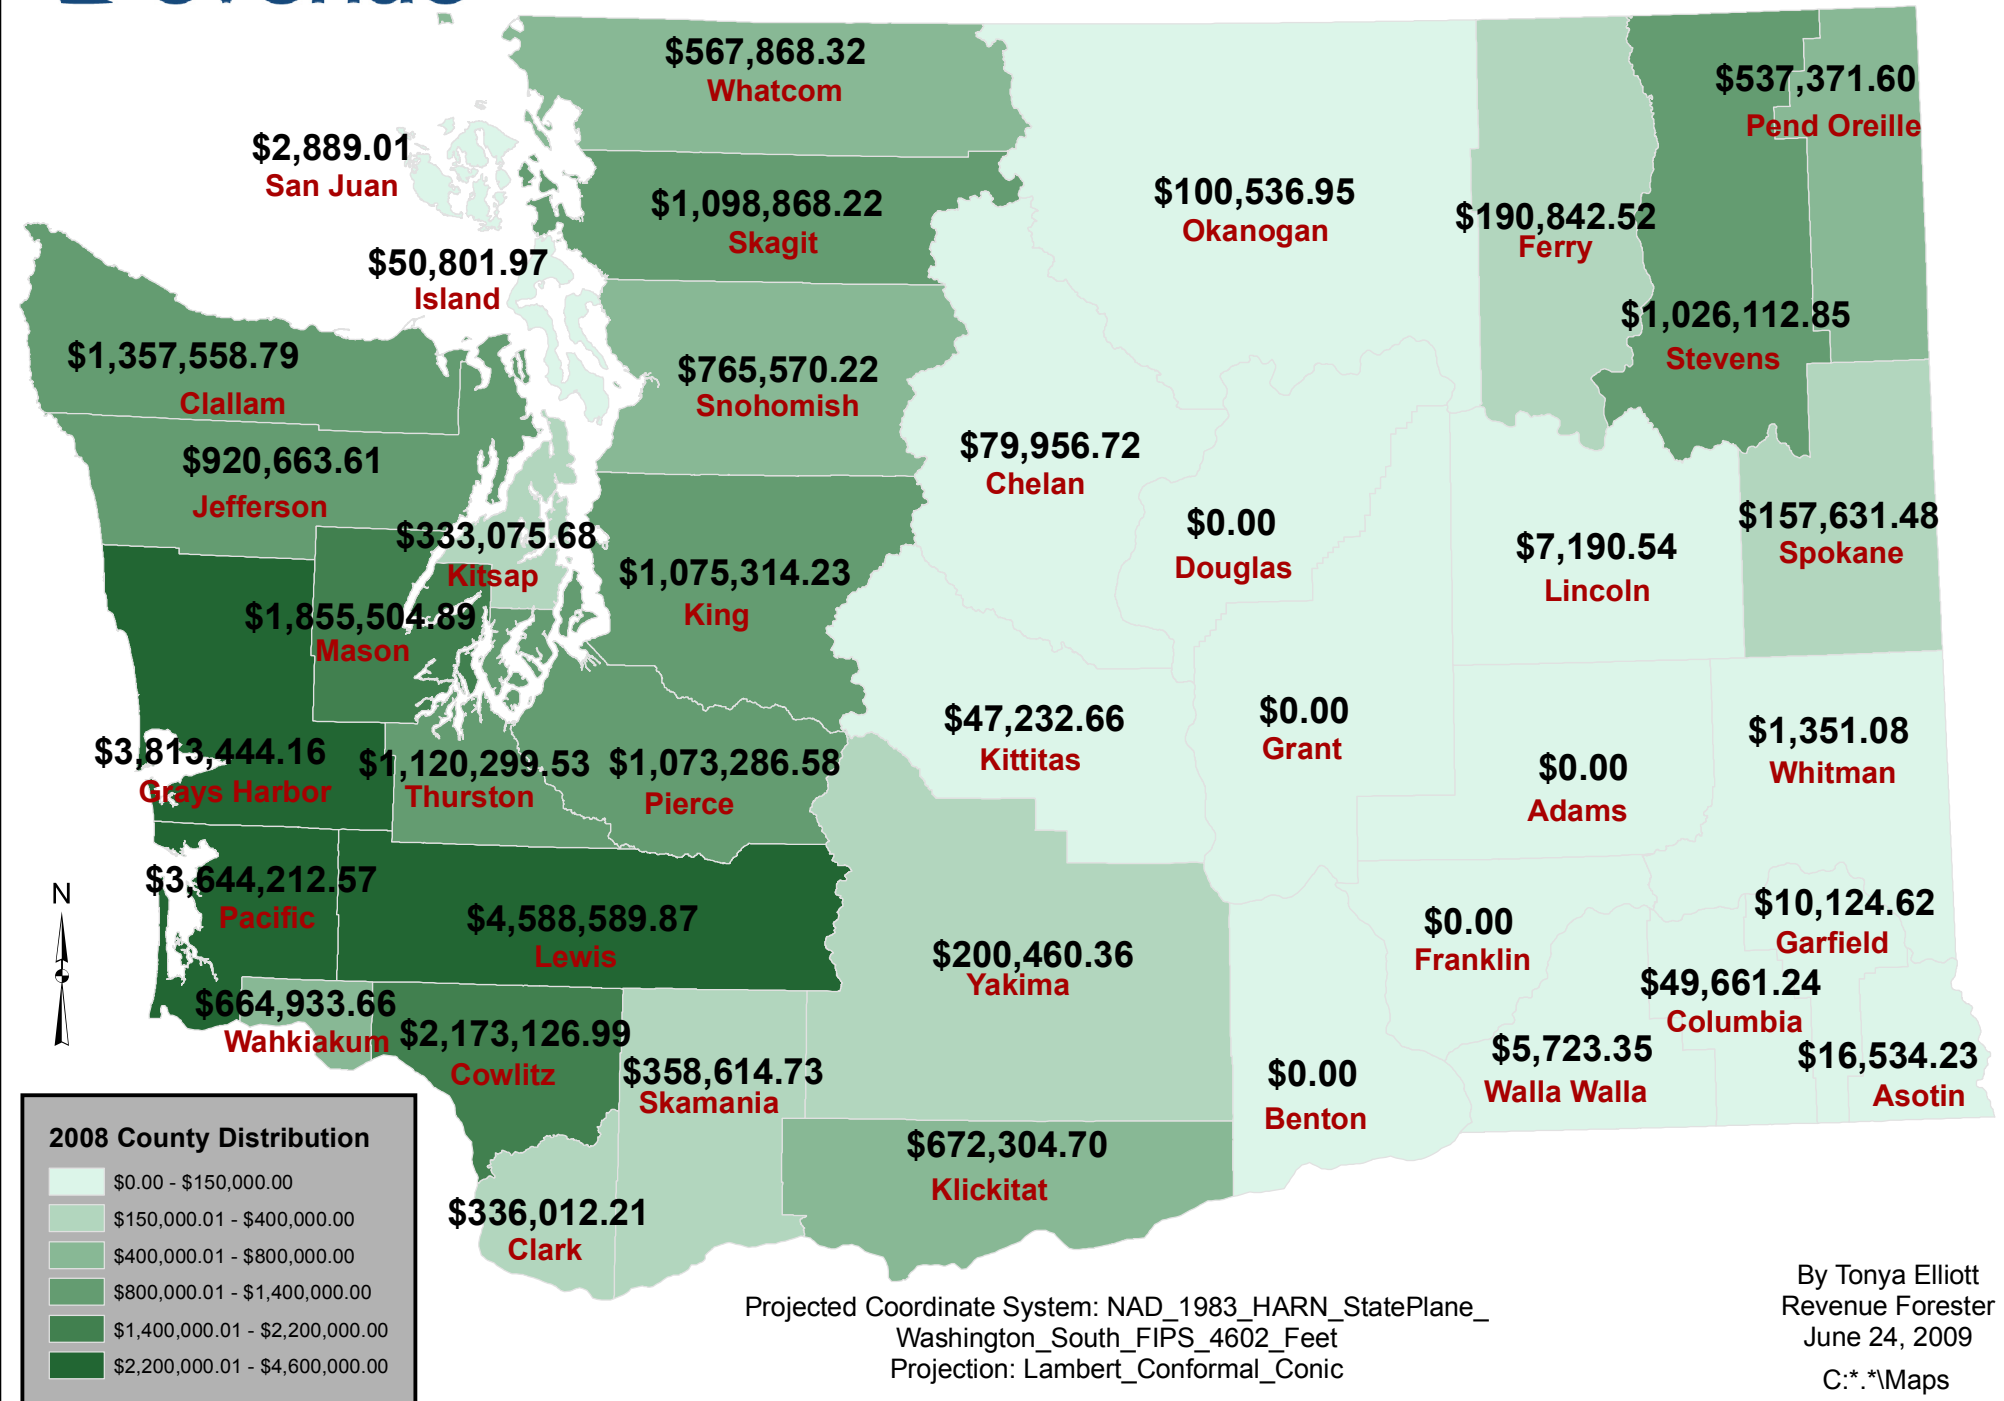 $567,868.32
Whatcom
$537,371.60
Pend Oreille
$2,889.01
San Juan
$1,098,868.22
Skagit
$100,536.95
Okanogan
$190,842.52
Ferry
$50,801.97
Island
$1,026,112.85
Stevens
$1,357,558.79
Clallam
$765,570.22
Snohomish
$79,956.72
Chelan
$920,663.61
Jefferson
$333,075.68
Kitsap
$1,075,314.23
King
$0.00
Douglas
$7,190.54
Lincoln
$157,631.48
Spokane
$1,855,504.89
Mason
$47,232.66
Kittitas
$0.00
Grant
$0.00
Adams
$1,351.08
Whitman
$3,813,444.16
Grays Harbor
$1,120,299.53
Thurston
$1,073,286.58
Pierce
$3,644,212.57
Pacific
$4,588,589.87
Lewis
$200,460.36
Yakima
$0.00
Franklin
$10,124.62
Garfield
$49,661.24
Columbia
$664,933.66
Wahkiakum
$2,173,126.99
Cowlitz
$358,614.73
Skamania
$0.00
Benton
$5,723.35
Walla Walla
$16,534.23
Asotin
$672,304.70
Klickitat
$336,012.21
Clark
N
2008 County Distribution
$0.00 - $150,000.00
$150,000.01 - $400,000.00
$400,000.01 - $800,000.00
$800,000.01 - $1,400,000.00
$1,400,000.01 - $2,200,000.00
$2,200,000.01 - $4,600,000.00
Projected Coordinate System: NAD_1983_HARN_StatePlane_
Washington_South_FIPS_4602_Feet
Projection: Lambert_Conformal_Conic
By Tonya Elliott
Revenue Forester
June 24, 2009
C:*.*\Maps